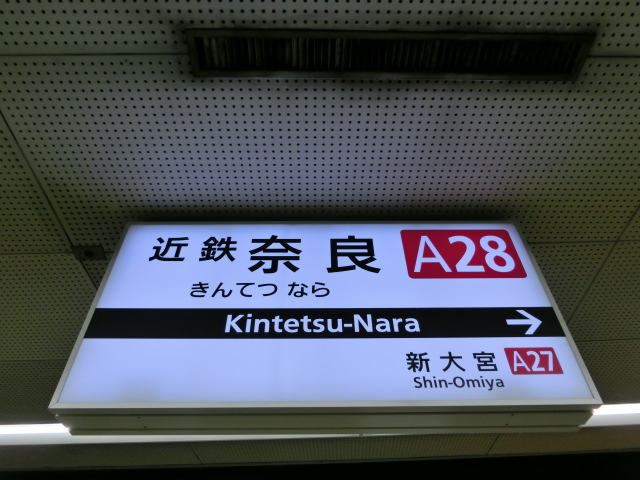 近鉄奈良 A28
きんてつ なら
Kintetsu-Nara →
新大宮 A27
Shin-Omiya